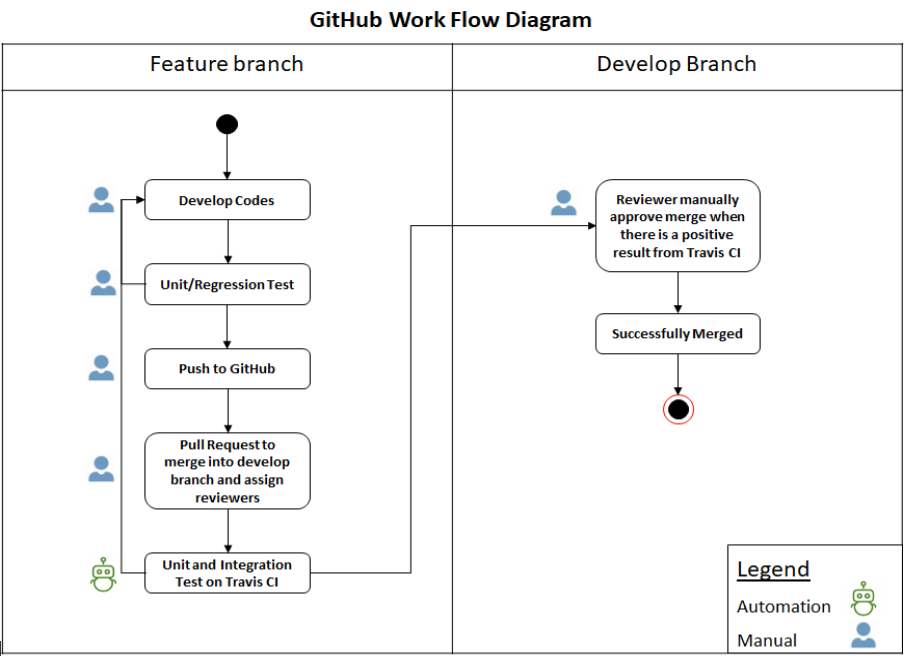 GitHub Work Flow Diagram
Feature branch
Develop Branch
Develop Codes
Unit/Regression Test
Push to GitHub
Pull Request to
merge into develop
branch and assign
reviewers
Unit and Integration
Test on Travis CI
Reviewer manually
approve merge when
there is a positive
result from Travis CI
Successfully Merged
Legend
Automation
Manual